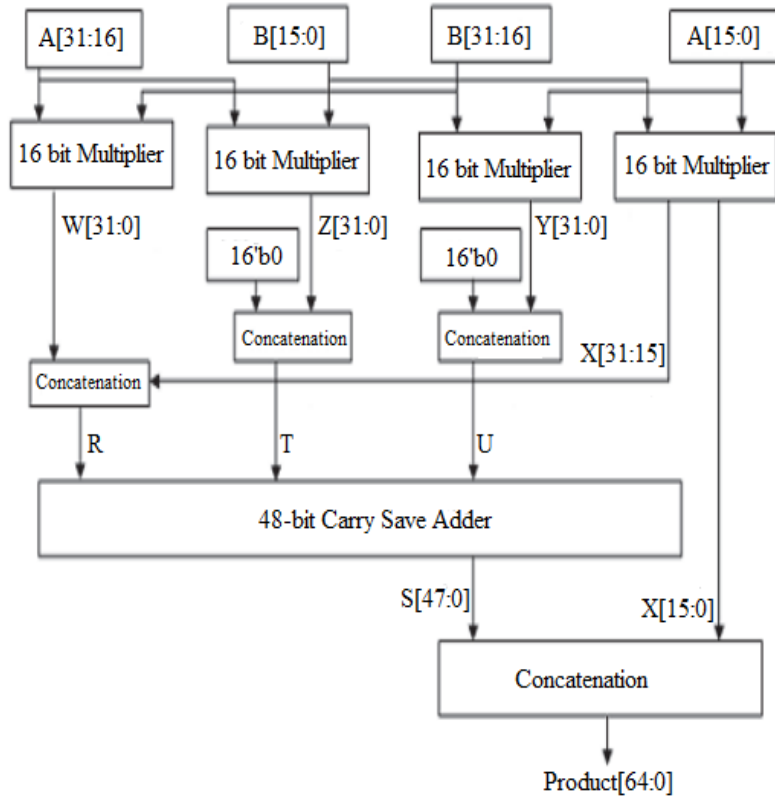 A[31:16]
B[15:0]
B[31:16]
A[15:0]
16 bit Multiplier
16 bit Multiplier
16 bit Multiplier
16 bit Multiplier
W[31:0]
Z[31:0]
Y[31:0]
16'b0
16'b0
Concatenation
Concatenation
X[31:15]
Concatenation
R
T
U
48-bit Carry Save Adder
S[47:0]
X[15:0]
Concatenation
Product[64:0]